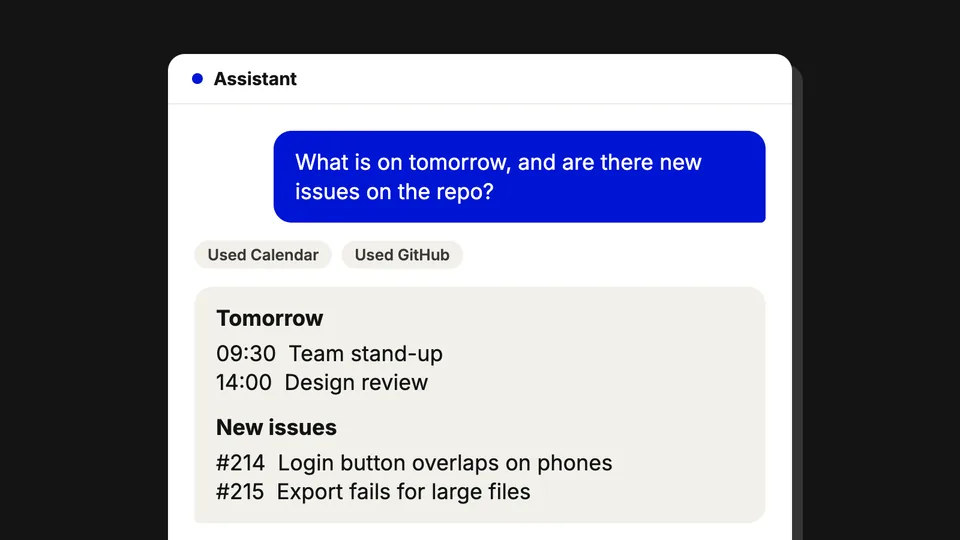 Assistant
What is on tomorrow, and are there new
issues on the repo?
Used Calendar Used GitHub
Tomorrow
09:30 Team stand-up
14:00 Design review
New issues
#214 Login button overlaps on phones
#215 Export fails for large files